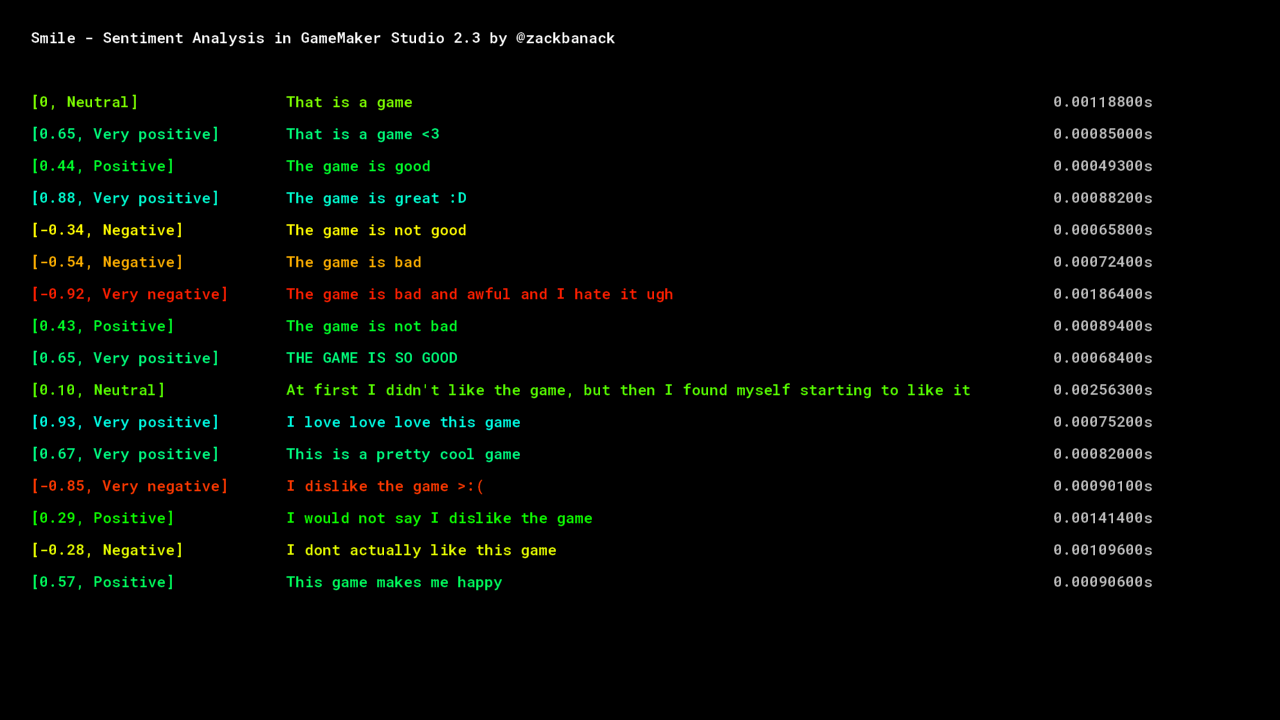 Smile - Sentiment Analysis in GameMaker Studio 2.3 by @zackbanack
[0, Neutral] That is a game 0.00118800s
[0.65, Very positive] That is a game <3 0.00085000s
[0.44, Positive] The game is good 0.00049300s
[0.88, Very positive] The game is great :D 0.00088200s
[-0.34, Negative] The game is not good 0.00065800s
[-0.54, Negative] The game is bad 0.00072400s
[-0.92, Very negative] The game is bad and awful and I hate it ugh 0.00186400s
[0.43, Positive] The game is not bad 0.00089400s
[0.65, Very positive] THE GAME IS SO GOOD 0.00068400s
[0.10, Neutral] At first I didn't like the game, but then I found myself starting to like it 0.00256300s
[0.93, Very positive] I love love love this game 0.00075200s
[0.67, Very positive] This is a pretty cool game 0.00082000s
[-0.85, Very negative] I dislike the game >:( 0.00090100s
[0.29, Positive] I would not say I dislike the game 0.00141400s
[-0.28, Negative] I dont actually like this game 0.00109600s
[0.57, Positive] This game makes me happy 0.00090600s